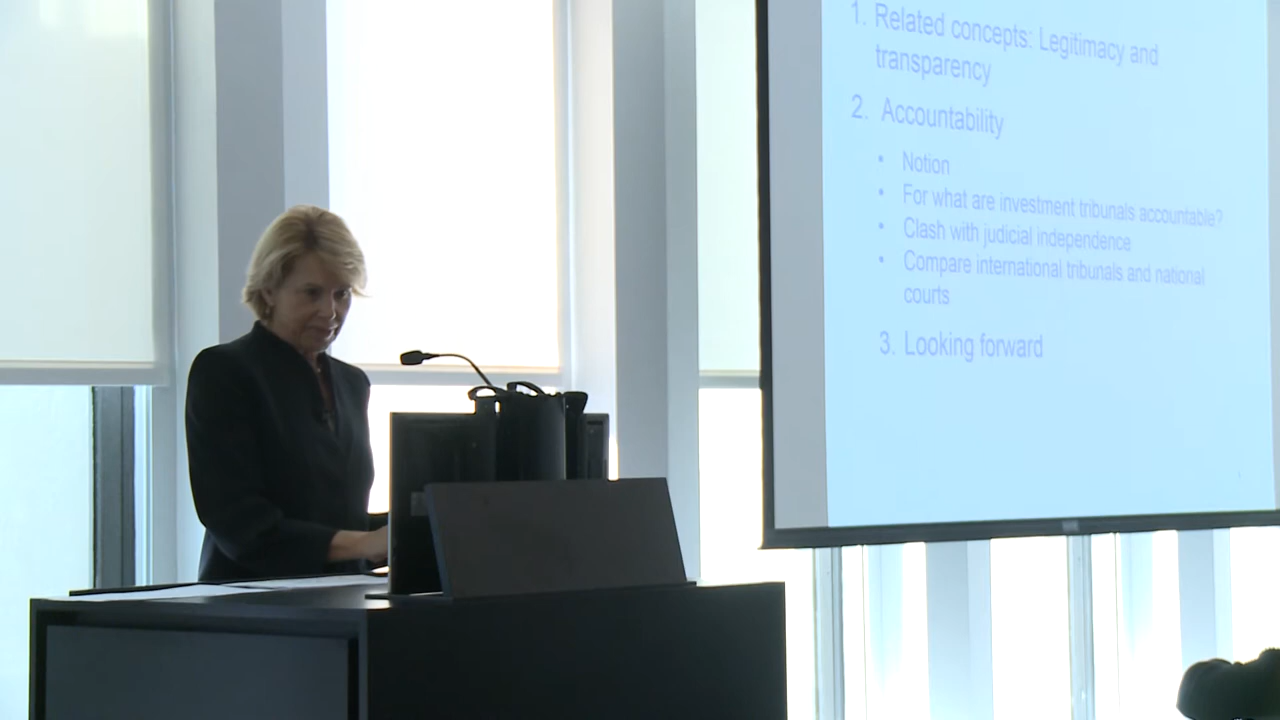 1. Related concepts: Legitimacy and
transparency
2. Accountability
• Notion
• For what are investment tribunals accountable?
• Clash with judicial independence
• Compare international tribunals and national
courts
3. Looking forward